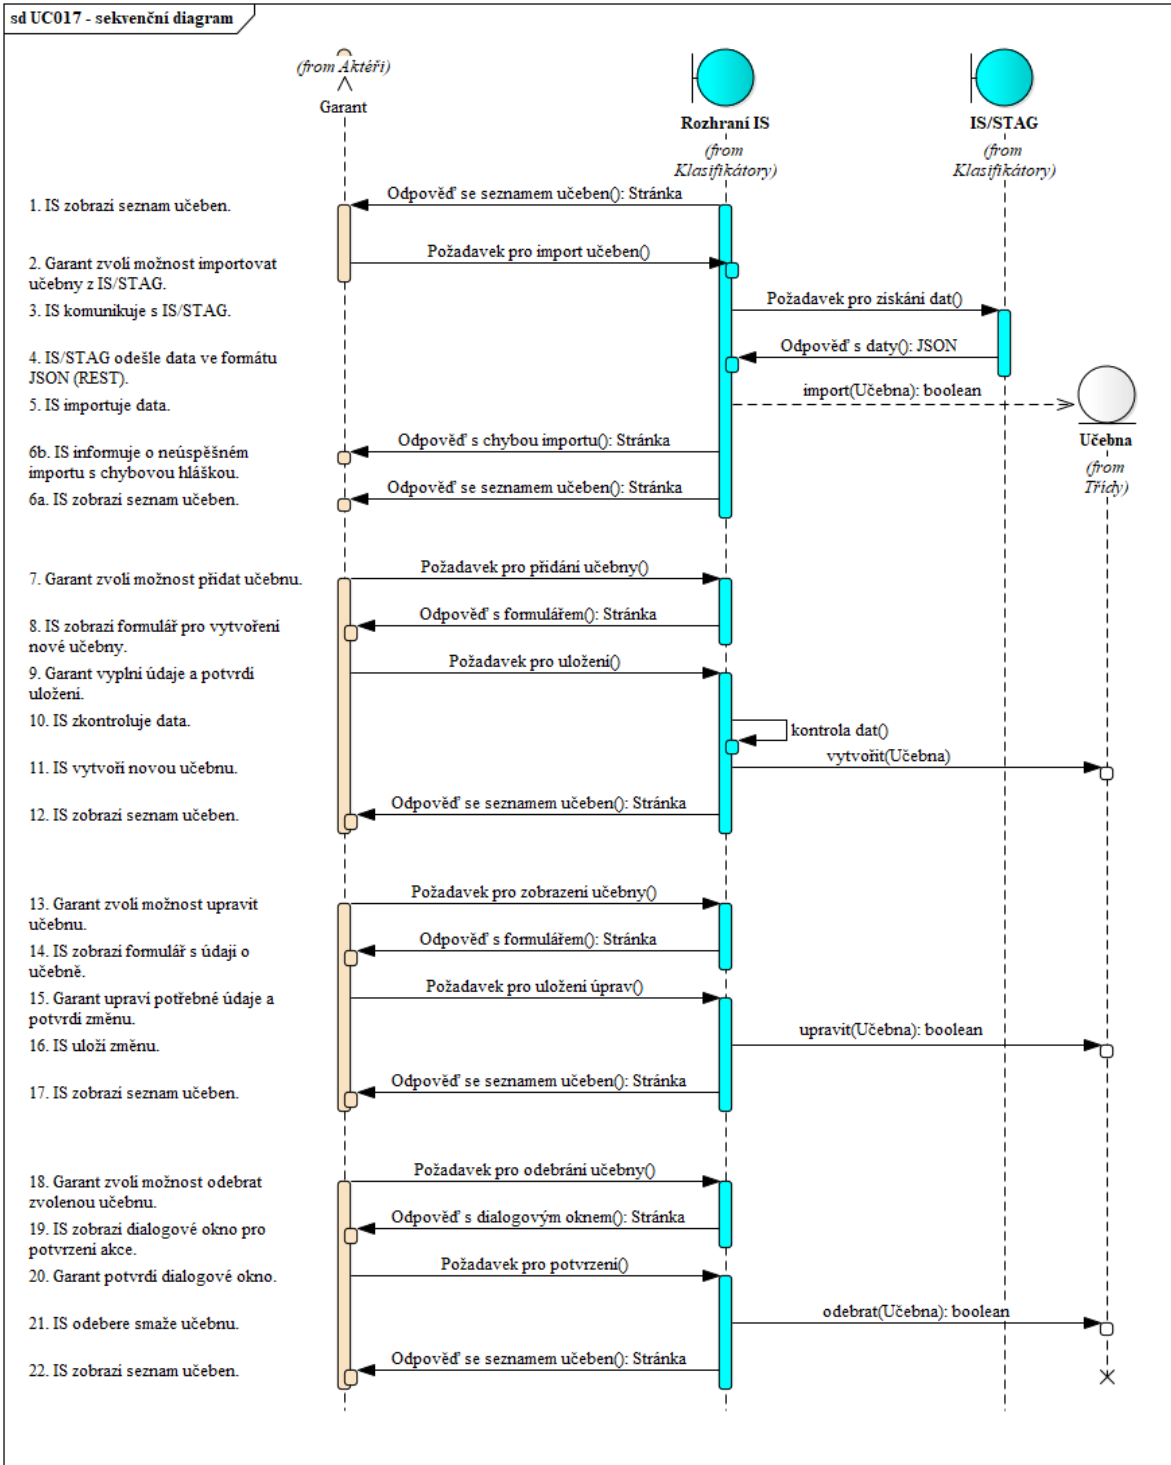 sd UC017 - sekvenční diagram
(from Aktéři)
Garant
Rozhraní IS
(from
Klasifikátory)
IS/STAG
(from
Klasifikátory)
1. IS zobrazí seznam učeben.
Odpověď se seznamem učeben(): Stránka
2. Garant zvolí možnost importovat
učebny z IS/STAG.
Požadavek pro import učeben()
3. IS komunikuje s IS/STAG.
Požadavek pro získání dat()
4. IS/STAG odešle data ve formátu
JSON (REST).
Odpověď s daty(): JSON
5. IS importuje data.
import(Učebna): boolean
Učebna
(from
Třídy)
6b. IS informuje o neúspěšném
importu s chybovou hláškou.
Odpověď s chybou importu(): Stránka
6a. IS zobrazí seznam učeben.
Odpověď se seznamem učeben(): Stránka
7. Garant zvolí možnost přidat učebnu.
Požadavek pro přidání učebny()
8. IS zobrazí formulář pro vytvoření
nové učebny.
Odpověď s formulářem(): Stránka
9. Garant vyplní údaje a potvrdí
uložení.
Požadavek pro uložení()
10. IS zkontroluje data.
kontrola dat()
11. IS vytvoří novou učebnu.
vytvořit(Učebna)
12. IS zobrazí seznam učeben.
Odpověď se seznamem učeben(): Stránka
13. Garant zvolí možnost upravit
učebnu.
Požadavek pro zobrazení učebny()
14. IS zobrazí formulář s údaji o
učebně.
Odpověď s formulářem(): Stránka
15. Garant upraví potřebné údaje a
potvrdí změnu.
Požadavek pro uložení úprav()
16. IS uloží změnu.
upravit(Učebna): boolean
17. IS zobrazí seznam učeben.
Odpověď se seznamem učeben(): Stránka
18. Garant zvolí možnost odebrat
zvolenou učebnu.
Požadavek pro odebrání učebny()
19. IS zobrazí dialogové okno pro
potvrzení akce.
Odpověď s dialogovým oknem(): Stránka
20. Garant potvrdí dialogové okno.
Požadavek pro potvrzení()
21. IS odebere smaže učebnu.
odebrat(Učebna): boolean
22. IS zobrazí seznam učeben.
Odpověď se seznamem učeben(): Stránka